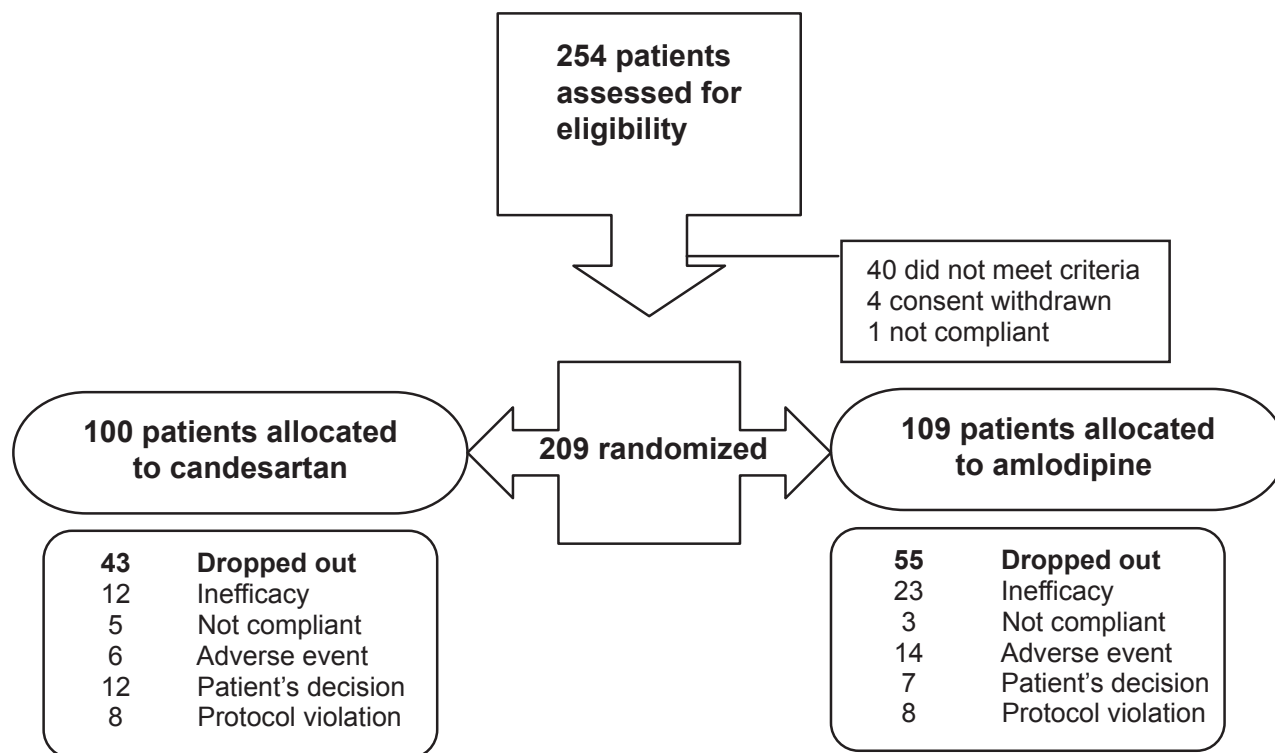 254 patients
assessed for
eligibility
40 did not meet criteria
4 consent withdrawn
1 not compliant
100 patients allocated
to candesartan
209 randomized
109 patients allocated
to amlodipine
43 Dropped out
12 Inefficacy
5 Not compliant
6 Adverse event
12 Patient’s decision
8 Protocol violation
55 Dropped out
23 Inefficacy
3 Not compliant
14 Adverse event
7 Patient’s decision
8 Protocol violation